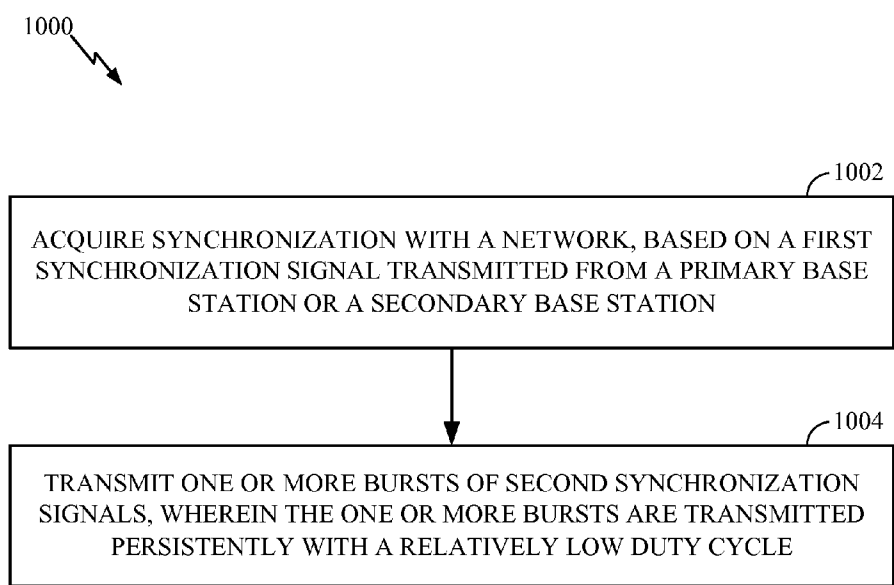 1000
1002
ACQUIRE SYNCHRONIZATION WITH A NETWORK, BASED ON A FIRST
SYNCHRONIZATION SIGNAL TRANSMITTED FROM A PRIMARY BASE
STATION OR A SECONDARY BASE STATION
1004
TRANSMIT ONE OR MORE BURSTS OF SECOND SYNCHRONIZATION
SIGNALS, WHEREIN THE ONE OR MORE BURSTS ARE TRANSMITTED
PERSISTENTLY WITH A RELATIVELY LOW DUTY CYCLE